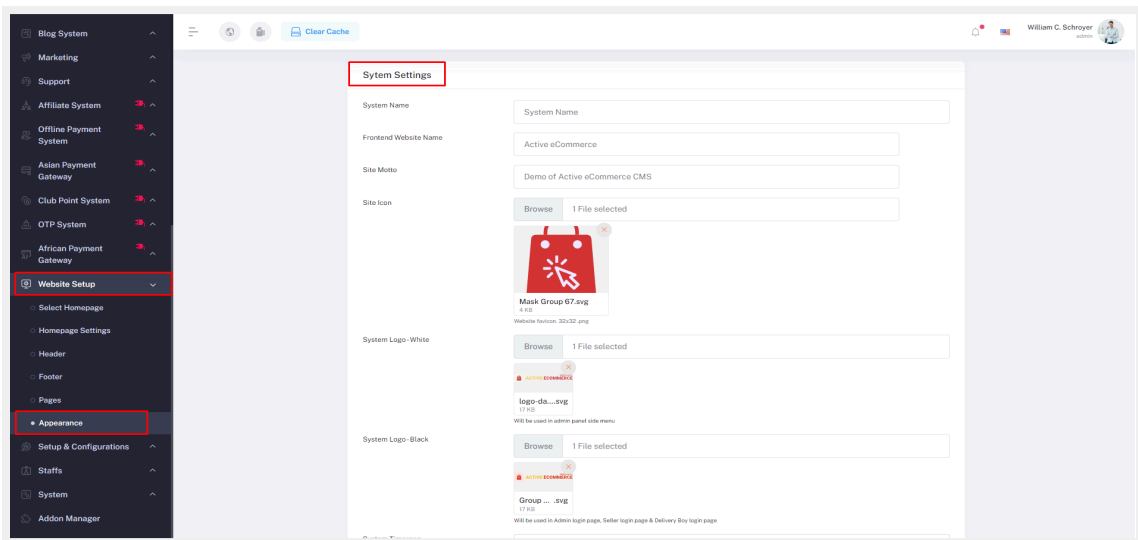 Blog System
Marketing
Support
Affiliate System
Offline Payment
System
Asian Payment
Gateway
Club Point System
OTP System
African Payment
Gateway
Website Setup
Select Homepage
Homepage Settings
Header
Footer
Pages
Appearance
Setup & Configurations
Staffs
System
Addon Manager
Clear Cache
William C. Schroyer
admin
Sytem Settings
System Name
System Name
Frontend Website Name
Active eCommerce
Site Motto
Demo of Active eCommerce CMS
Site Icon
Browse 1 File selected
Mask Group 67.svg
4 KB
Website favicon. 32x32 .png
System Logo - White
Browse 1 File selected
ACTIVE ECOMMERCE
logo-da....svg
17 KB
Will be used in admin panel side menu
System Logo - Black
Browse 1 File selected
ACTIVE ECOMMERCE
Group ... .svg
17 KB
Will be used in Admin login page, Seller login page & Delivery Boy login page